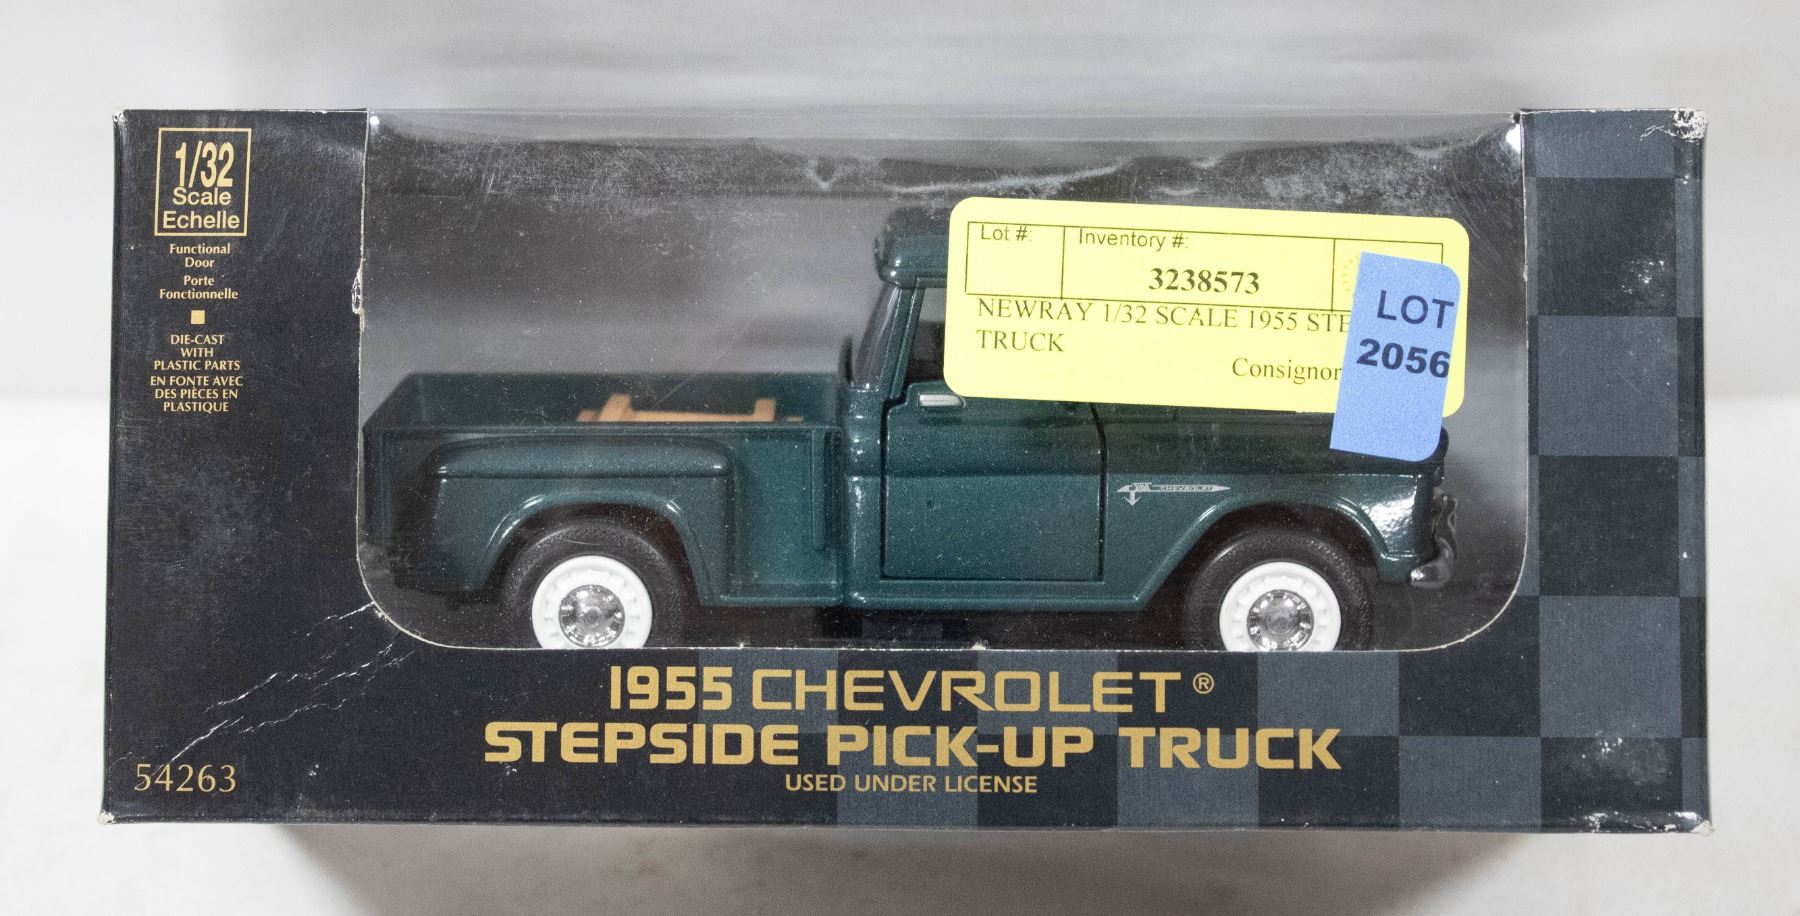 1/32
Scale
Echelle
Functional
Door
Porte
Fonctionnelle
DIE-CAST
WITH
PLASTIC PARTS
EN FONTE AVEC
DES PIÈCES EN
PLASTIQUE
Lot #:
Inventory #:
3238573
NEWRAY 1/32 SCALE 1955
TRUCK
Consignor
LOT
2056
CHEVROLET
1955 CHEVROLET®
STEPSIDE PICK-UP TRUCK
USED UNDER LICENSE
54263